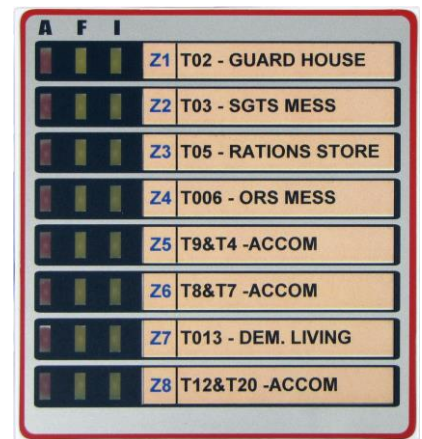 A F I
Z1 T02 - GUARD HOUSE
Z2 T03 - SGTS MESS
Z3 T05 - RATIONS STORE
Z4 T006 - ORS MESS
Z5 T9&T4 -ACCOM
Z6 T8&T7 -ACCOM
Z7 T013 - DEM. LIVING
Z8 T12&T20 -ACCOM